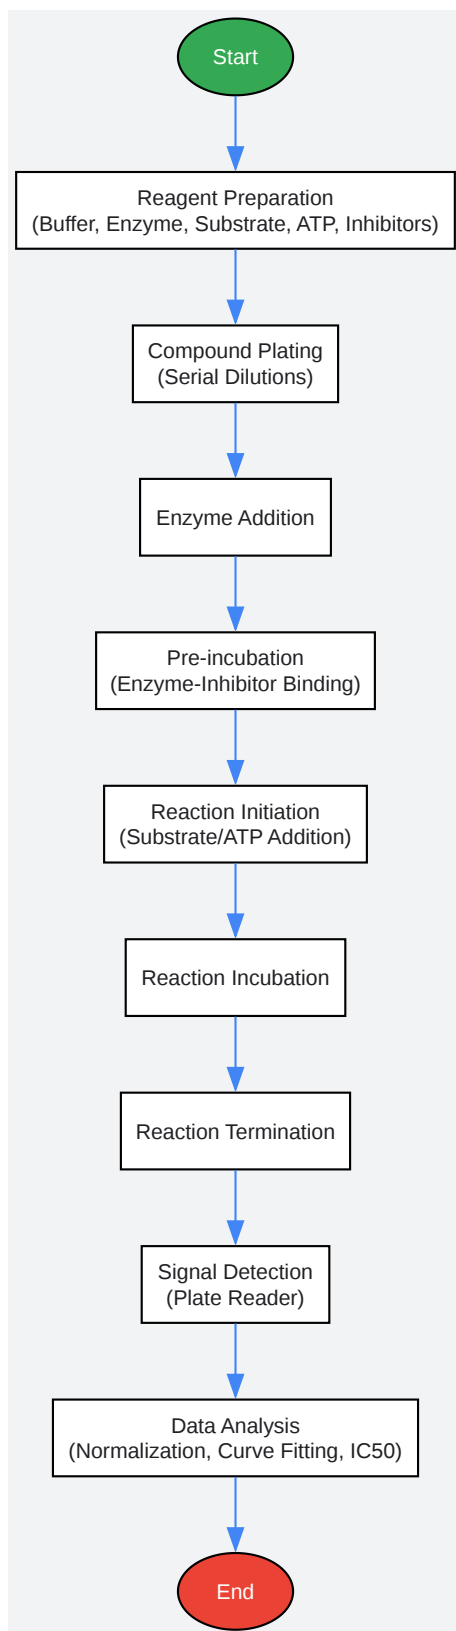 Start
Reagent Preparation
(Buffer, Enzyme, Substrate, ATP, Inhibitors)
Compound Plating
(Serial Dilutions)
Enzyme Addition
Pre-incubation
(Enzyme-Inhibitor Binding)
Reaction Initiation
(Substrate/ATP Addition)
Reaction Incubation
Reaction Termination
Signal Detection
(Plate Reader)
Data Analysis
(Normalization, Curve Fitting, IC50)
End